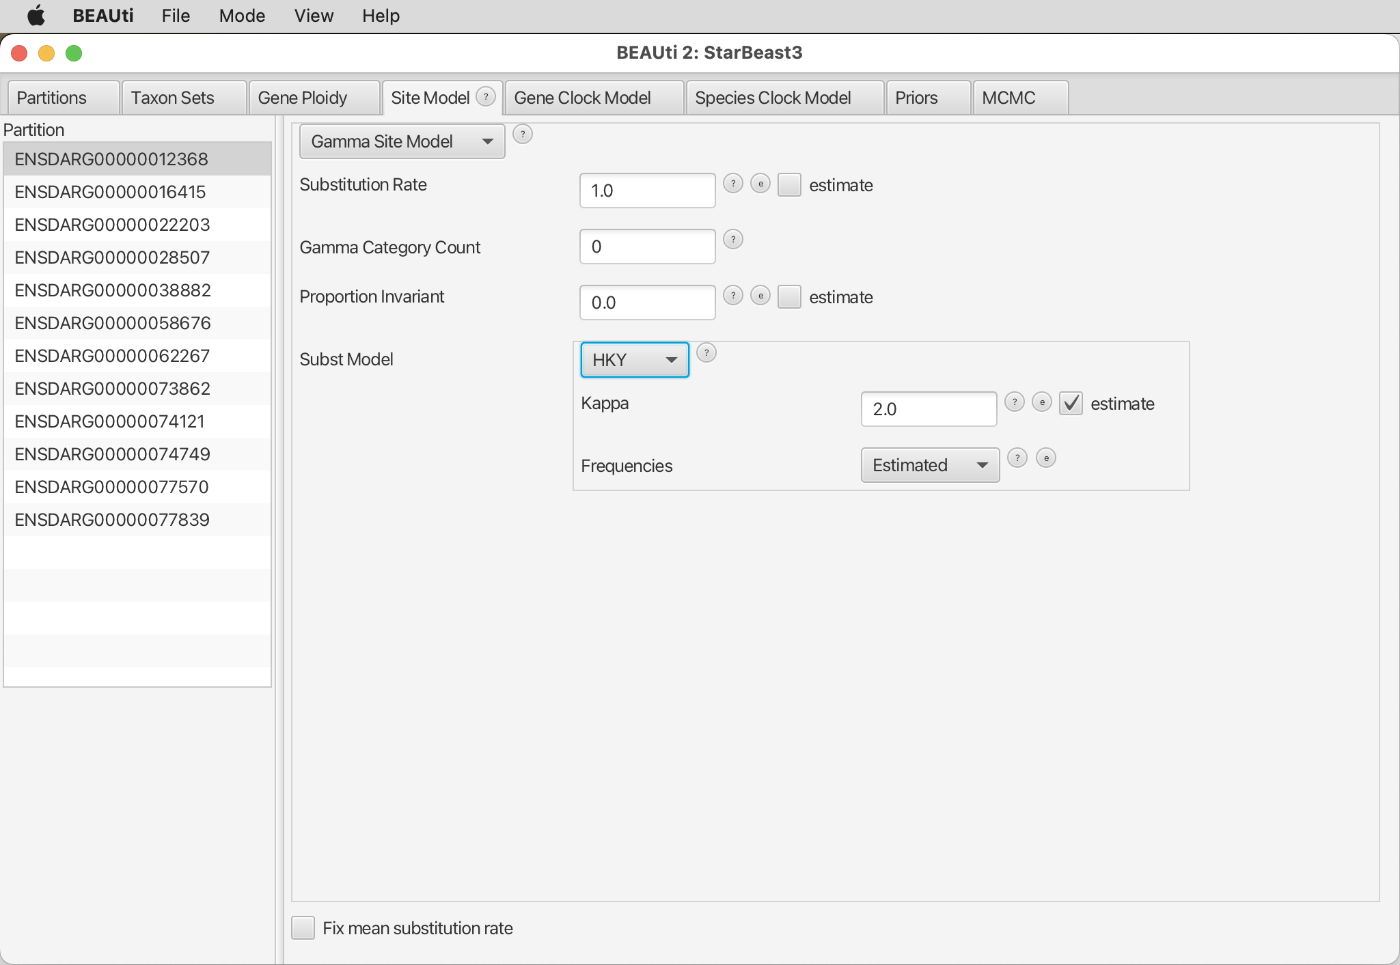 BEAUti File Mode View Help
BEAUti 2: StarBeast3
Partitions Taxon Sets Gene Ploidy Site Model ? Gene Clock Model Species Clock Model Priors MCMC
Partition
ENSDARG00000012368
ENSDARG00000016415
ENSDARG00000022203
ENSDARG00000028507
ENSDARG00000038882
ENSDARG00000058676
ENSDARG00000062267
ENSDARG00000073862
ENSDARG00000074121
ENSDARG00000074749
ENSDARG00000077570
ENSDARG00000077839
Gamma Site Model ?
Substitution Rate 1.0 ? e estimate
Gamma Category Count 0 ?
Proportion Invariant 0.0 ? e estimate
Subst Model HKY ?
Kappa 2.0 ? e estimate
Frequencies Estimated ? e
Fix mean substitution rate